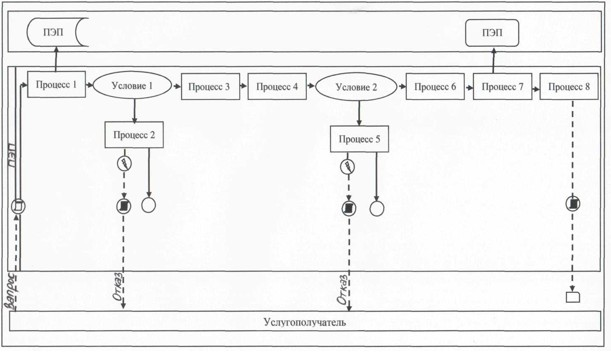 ПЭП
ПЭП
Процесс 1
Условие 1
Процесс 3
Процесс 4
Условие 2
Процесс 6
Процесс 7
Процесс 8
Процесс 2
Процесс 5
ПЭП
Запрос
Отказ
Отказ
Услугополучатель